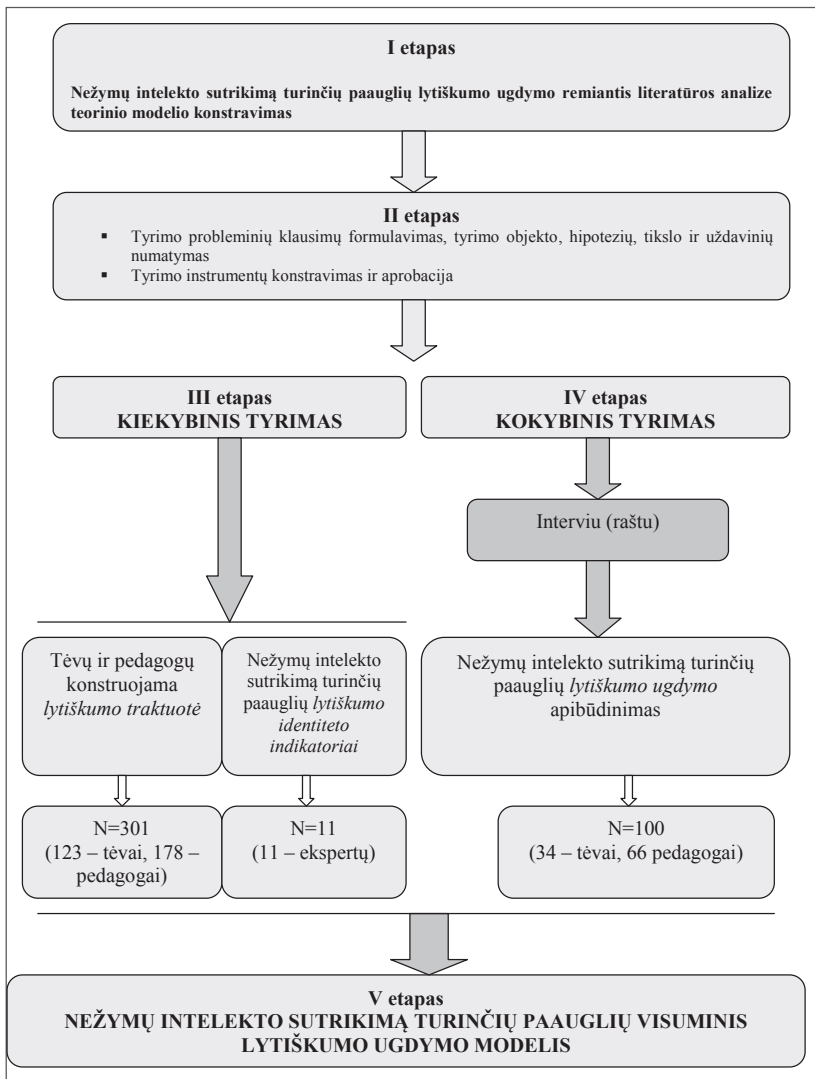 I etapas
Nežymų intelekto sutrikimą turinčių paauglių lytiškumo ugdymo remiantis literatūros analize
teorinio modelio konstravimas
II etapas
▪ Tyrimo probleminių klausimų formulavimas, tyrimo objekto, hipotezių, tikslo ir uždavinių
numatymas
▪ Tyrimo instrumentų konstravimas ir aprobacija
III etapas
KIEKYBINIS TYRIMAS
IV etapas
KOKYBINIS TYRIMAS
Interviu (raštu)
Tėvų ir pedagogų
konstruojama
lytiškumo traktuotė
Nežymų intelekto
sutrikimą turinčių
paauglių lytiškumo
identiteto
indikatoriai
Nežymų intelekto sutrikimą turinčių
paauglių lytiškumo ugdymo
apibūdinimas
N=301
(123 – tėvai, 178 –
pedagogai)
N=11
(11 – ekspertų)
N=100
(34 – tėvai, 66 pedagogai)
V etapas
NEŽYMŲ INTELEKTO SUTRIKIMĄ TURINČIŲ PAAUGLIŲ VISUMINIS
LYTIŠKUMO UGDYMO MODELIS